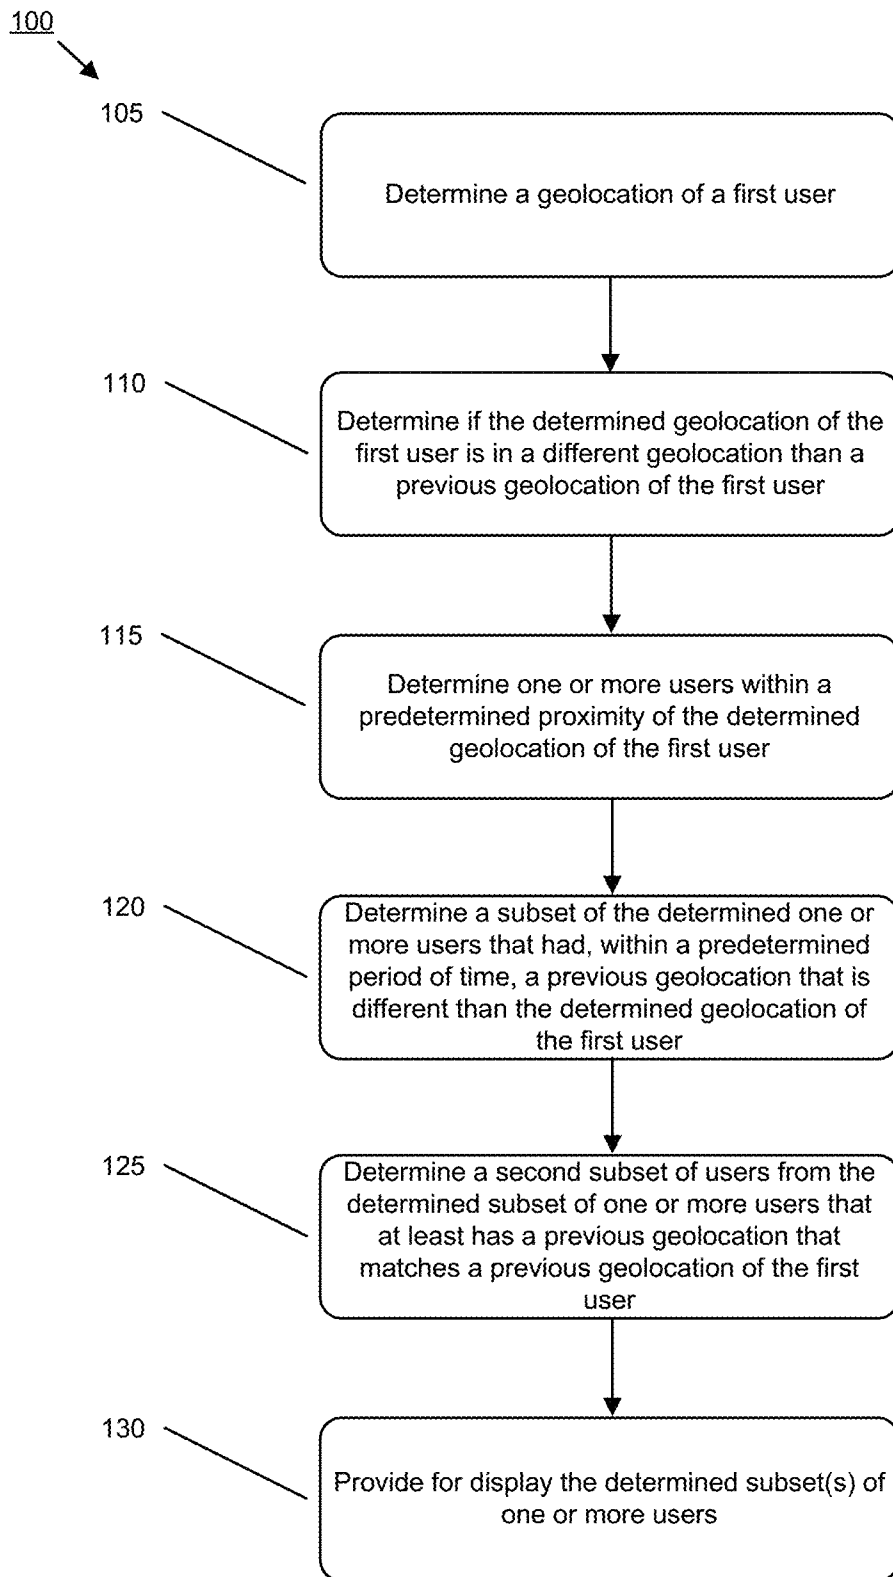 100
105
Determine a geolocation of a first user
110
Determine if the determined geolocation of the
first user is in a different geolocation than a
previous geolocation of the first user
115
Determine one or more users within a
predetermined proximity of the determined
geolocation of the first user
120
Determine a subset of the determined one or
more users that had, within a predetermined
period of time, a previous geolocation that is
different than the determined geolocation of
the first user
125
Determine a second subset of users from the
determined subset of one or more users that
at least has a previous geolocation that
matches a previous geolocation of the first
user
130
Provide for display the determined subset(s) of
one or more users